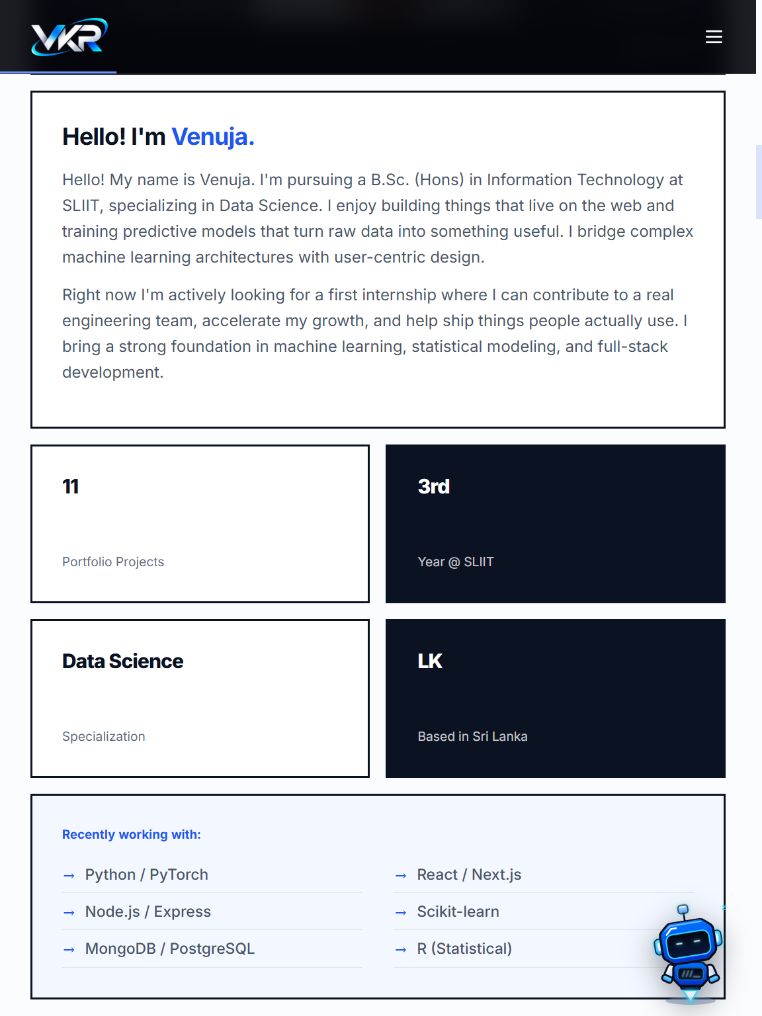 VKR
Hello! I'm Venuja.
Hello! My name is Venuja. I'm pursuing a B.Sc. (Hons) in Information Technology at
SLIIT, specializing in Data Science. I enjoy building things that live on the web and
training predictive models that turn raw data into something useful. I bridge complex
machine learning architectures with user-centric design.
Right now I'm actively looking for a first internship where I can contribute to a real
engineering team, accelerate my growth, and help ship things people actually use. I
bring a strong foundation in machine learning, statistical modeling, and full-stack
development.
11
Portfolio Projects
3rd
Year @ SLIIT
Data Science
Specialization
LK
Based in Sri Lanka
Recently working with:
→ Python / PyTorch
→ React / Next.js
→ Node.js / Express
→ Scikit-learn
→ MongoDB / PostgreSQL
→ R (Statistical)